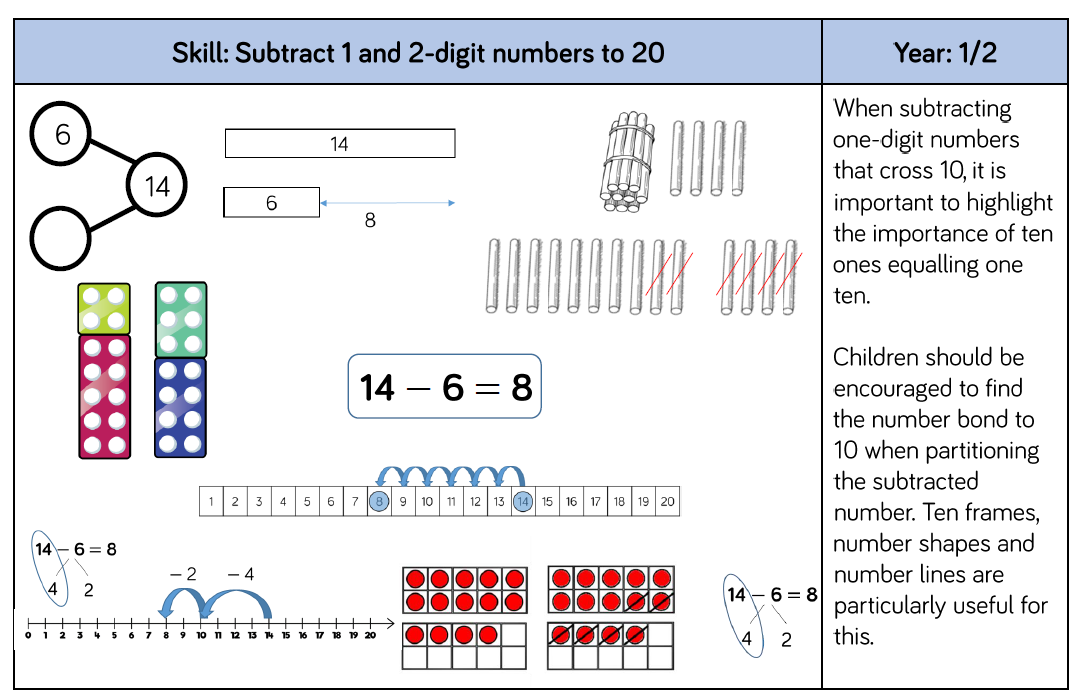 Skill: Subtract 1 and 2-digit numbers to 20
Year: 1/2
6
14
14
6
8
14 − 6 = 8
1 2 3 4 5 6 7 8 9 10 11 12 13 14 15 16 17 18 19 20
14 − 6 = 8
4 2
− 2 − 4
0 1 2 3 4 5 6 7 8 9 10 11 12 13 14 15 16 17 18 19 20
14 − 6 = 8
4 2
When subtracting
one-digit numbers
that cross 10, it is
important to highlight
the importance of ten
ones equalling one
ten.
Children should be
encouraged to find
the number bond to
10 when partitioning
the subtracted
number. Ten frames,
number shapes and
number lines are
particularly useful for
this.